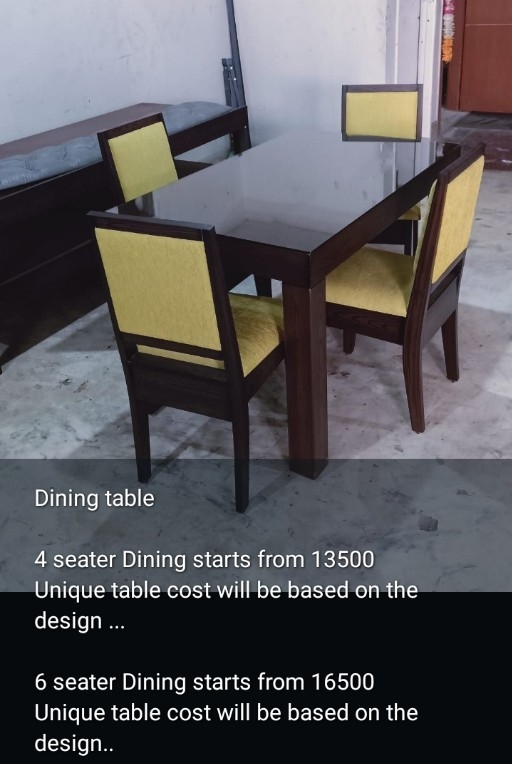 Dining table
4 seater Dining starts from 13500
Unique table cost will be based on the
design ...
6 seater Dining starts from 16500
Unique table cost will be based on the
design..